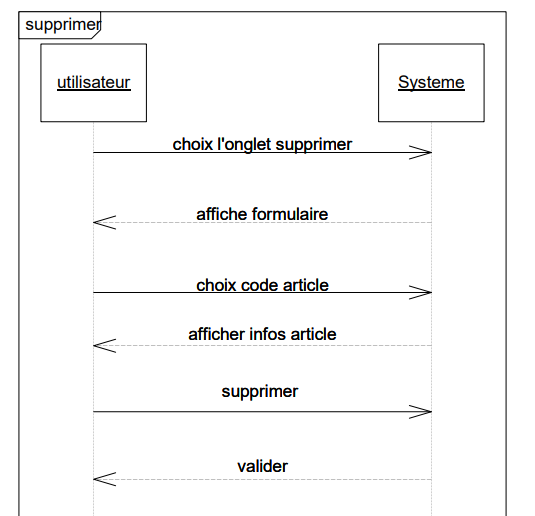 supprimer
utilisateur
Systeme
choix l'onglet supprimer
affiche formulaire
choix code article
afficher infos article
supprimer
valider